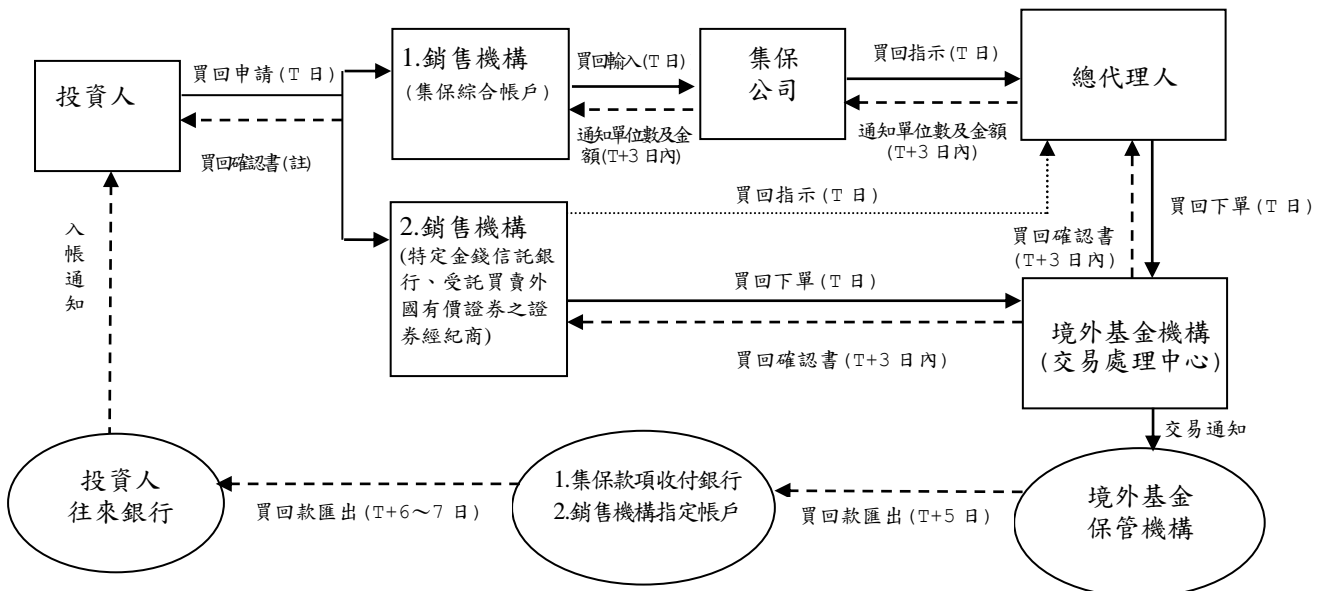 投資人
買回申請(T 日)
買回確認書(註)
1.銷售機構
(集保綜合帳戶)
買回輸入(T 日)
通知單位數及金
額(T+3 日內)
集保
公司
買回指示(T 日)
通知單位數及金額
(T+3 日內)
總代理人
2.銷售機構
(特定金錢信託銀
行、受託買賣外
國有價證券之證
券經紀商)
買回指示(T 日)
買回下單(T 日)
買回確認書
(T+3 日內)
買回下單(T 日)
買回確認書(T+3 日內)
境外基金機構
(交易處理中心)
交易通知
入
帳
通
知
投資人
往來銀行
買回款匯出(T+6～7 日)
1.集保款項收付銀行
2.銷售機構指定帳戶
買回款匯出(T+5 日)
境外基金
保管機構